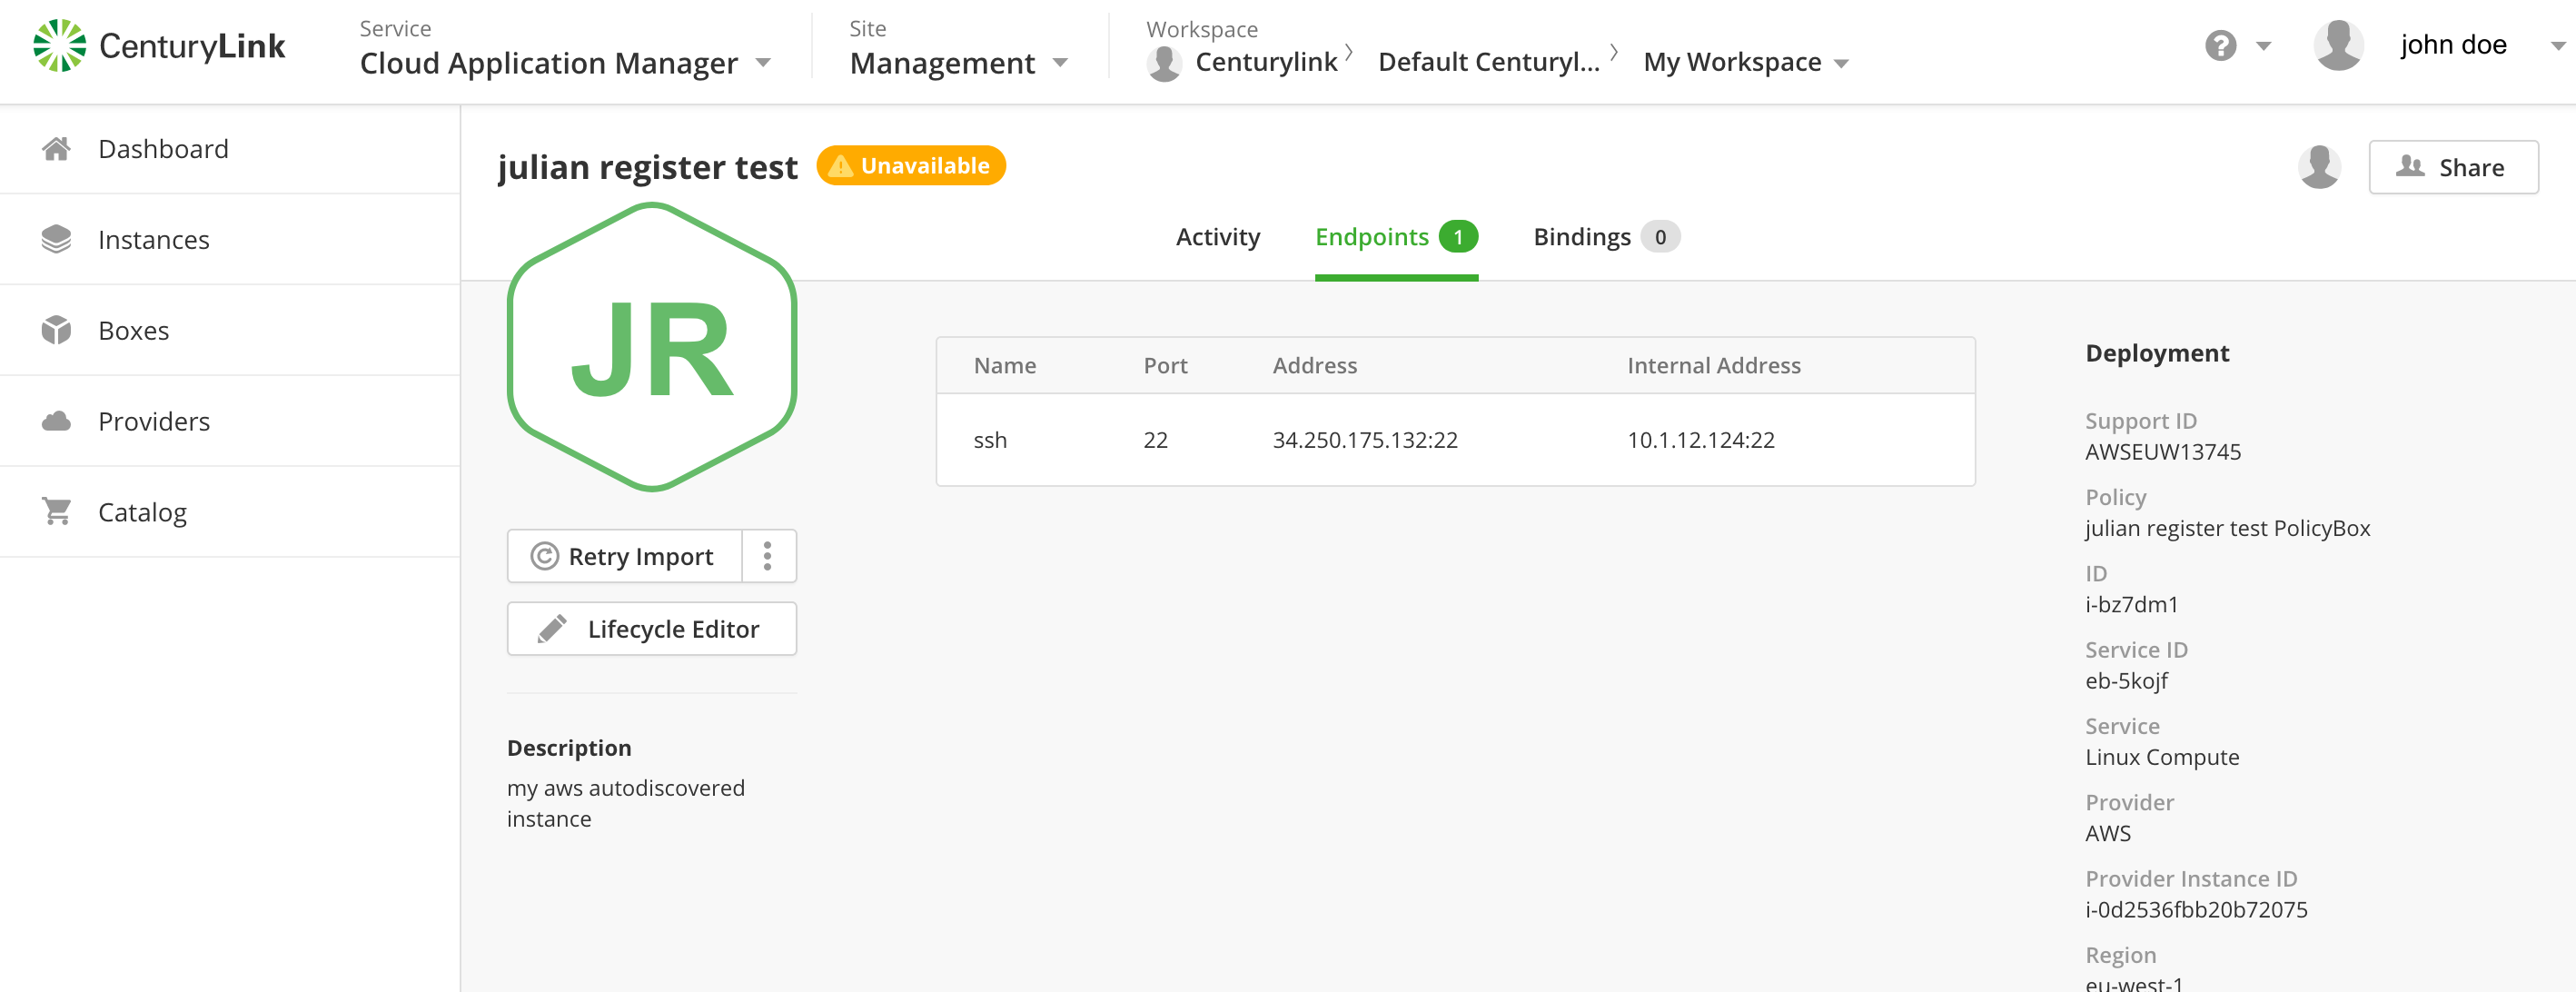 CenturyLink
Service
Cloud Application Manager
Site
Management
Workspace
Centurylink
Default Centuryl...
My Workspace
?
john doe
Dashboard
Instances
Boxes
Providers
Catalog
julian register test
Unavailable
Share
Activity
Endpoints 1
Bindings 0
JR
Retry Import
Lifecycle Editor
Description
my aws autodiscovered
instance
Name Port Address Internal Address
ssh 22 34.250.175.132:22 10.1.12.124:22
Deployment
Support ID
AWSEUW13745
Policy
julian register test PolicyBox
ID
i-bz7dm1
Service ID
eb-5kojf
Service
Linux Compute
Provider
AWS
Provider Instance ID
i-0d2536fbb20b72075
Region
eu-west-1